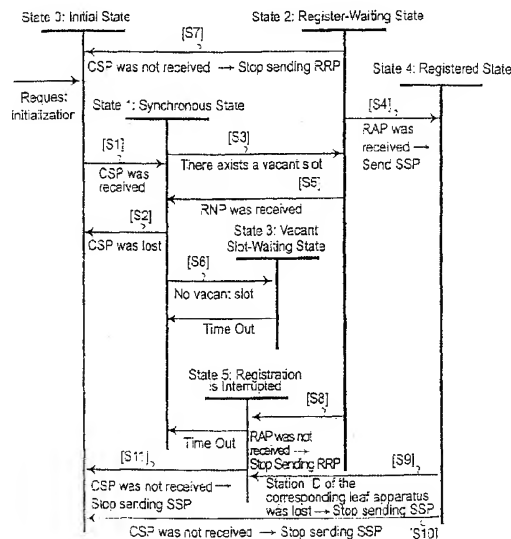 State 0: Initial State
State 2: Register-Waiting State
[S7]
CSP was not received → Stop sending RRP
State 4: Registered State
Request
initialization
State 1: Synchronous State
[S4]
RAP was
received →
Send SSP
[S1]
CSP was
received
[S3]
There exists a vacant slot
[S5]
RNP was received
[S2]
CSP was lost
State 3: Vacant
Slot-Waiting State
[S6]
No vacant slot
Time Out
State 5: Registration
is Interrupted
[S8]
Time Out
RAP was not
received →
Stop Sending RRP
[S11]
[S9]
CSP was not received →
Stop sending SSP
Station ID of the
corresponding leaf apparatus
was lost → Stop sending SSP
CSP was not received → Stop sending SSP
[S10]